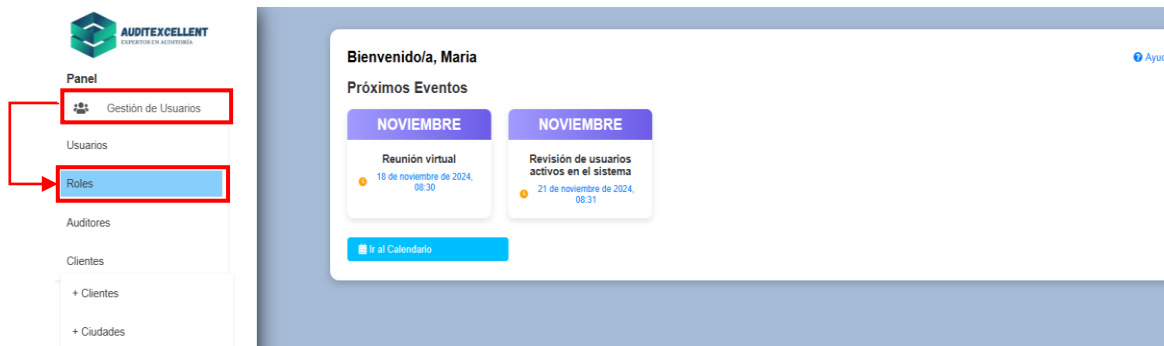 AUDITEXCELLENT
EXPERTOS EN AUDITORÍA
Panel
Gestión de Usuarios
Usuarios
Roles
Auditores
Clientes
+ Clientes
+ Ciudades
Bienvenido/a, Maria
Ayud
Próximos Eventos
NOVIEMBRE
Reunión virtual
18 de noviembre de 2024,
08:30
NOVIEMBRE
Revisión de usuarios
activos en el sistema
21 de noviembre de 2024,
08:31
Ir al Calendario